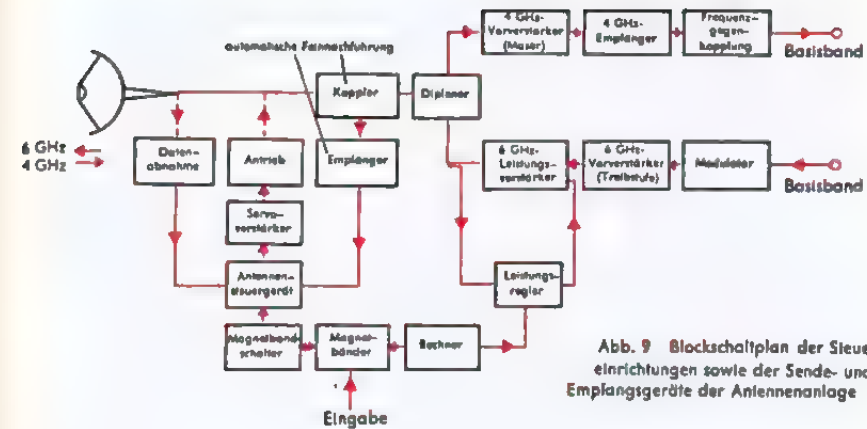 automatische Feinnachführung
4 GHz-
Vorverstärker
(Maser)
4 GHz-
Empfänger
Frequenz-
gegen-
kopplung
Basisband
Koppler
Diplexer
6 GHz
4 GHz
Daten-
abnahme
Antrieb
Empfänger
6 GHz-
Leistungs-
verstärker
6 GHz-
Vorverstärker
(Treibstufe)
Modulator
Basisband
Servo-
verstärker
Antennen-
steuergerät
Leistungs-
regler
Magnetband
schalter
Magnet-
bänder
Rechner
Eingabe
Abb. 9 Blockschaltplan der Steue
einrichtungen sowie der Sende- und
Empfangsgeräte der Antennenanlage